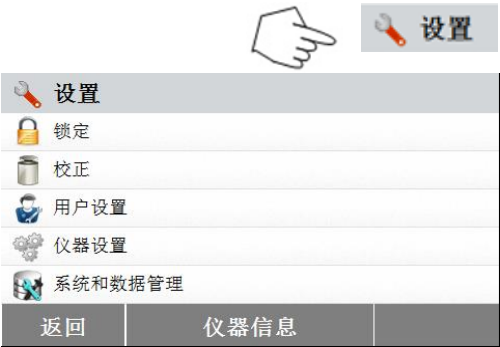 设置
设置
锁定
校正
用户设置
仪器设置
系统和数据管理
返回 仪器信息